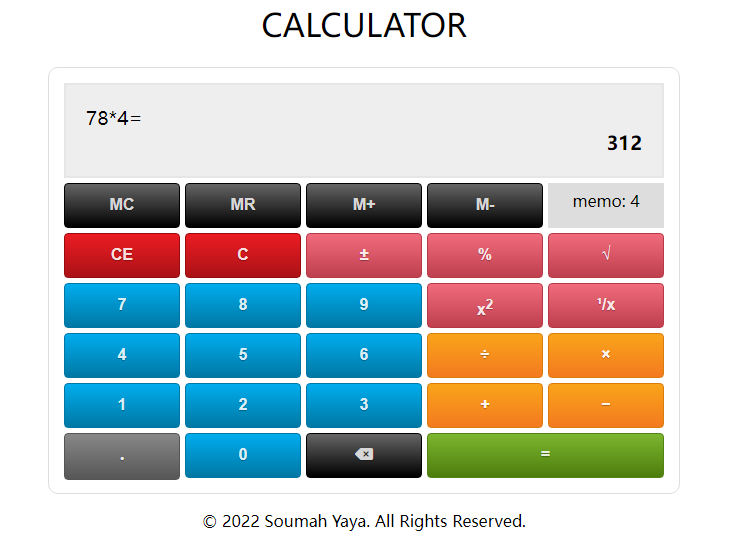 CALCULATOR
78*4=
312
MC MR M+ M- memo: 4
CE C ± % √
7 8 9 x² ¹/x
4 5 6 ÷ ×
1 2 3 + −
. 0 ⌫ =
© 2022 Soumah Yaya. All Rights Reserved.